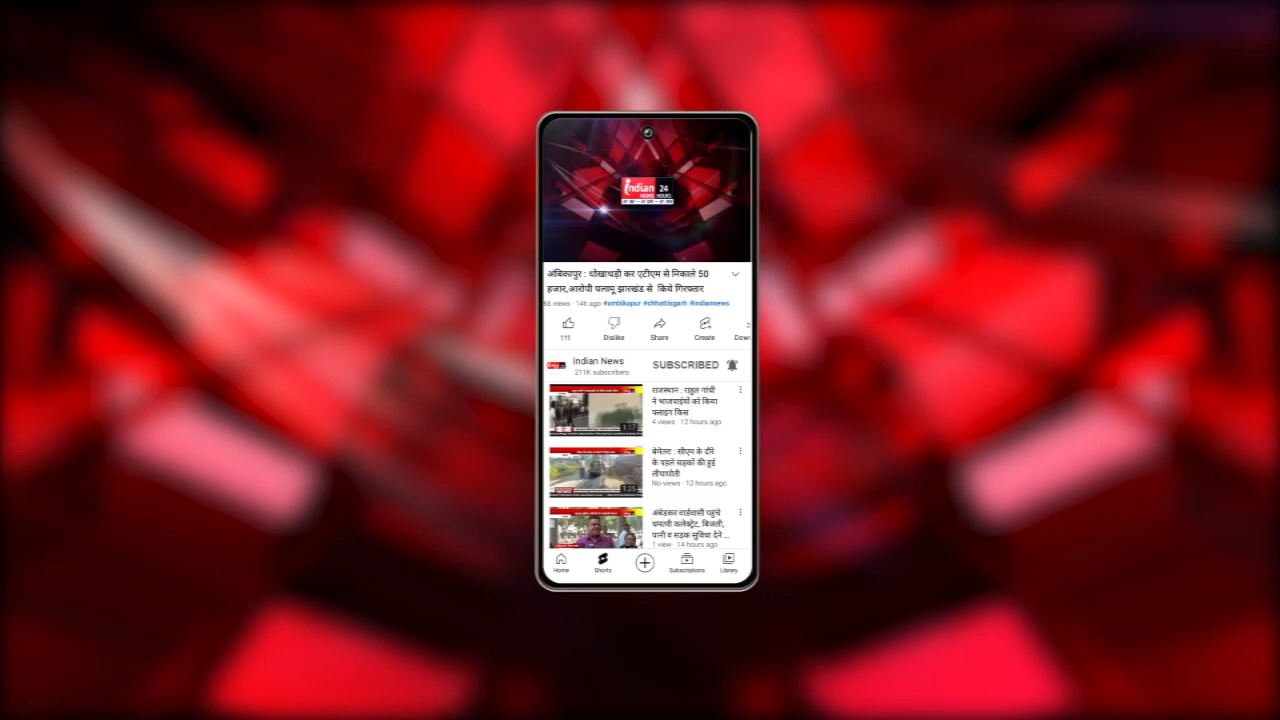 indian 24
NEWS HOURS
अंबिकापुर : धोखाधड़ी कर एटीएम से निकाले 50
हजार,आरोपी पलामू झारखंड से किये गिरफ्तार
66 views · 14h ago #ambikapur #chhattisgarh #indiannews
111 Dislike Share Create
Indian News
211K subscribers
SUBSCRIBED
राजस्थान : राहुल गांधी
ने भाजपाईयों को किया
फ्लाइंग किस
4 views · 12 hours ago
1:17
बेमेतरा : सीएम के दौरे
के पहले सड़कों की हुई
लीपापोती
No views · 12 hours ago
1:25
अंबेडकर वार्डवासी पहुंचे
धमतरी कलेक्ट्रेट, बिजली,
पानी व सड़क सुविधा देने ...
1 view · 14 hours ago
Home Shorts Subscriptions Library